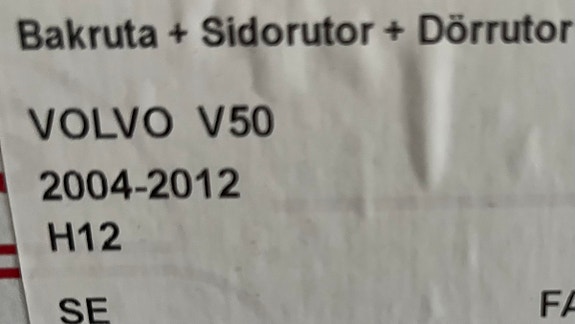 Bakruta + Sidorutor + Dörrutor
VOLVO V50
2004-2012
H12
SE